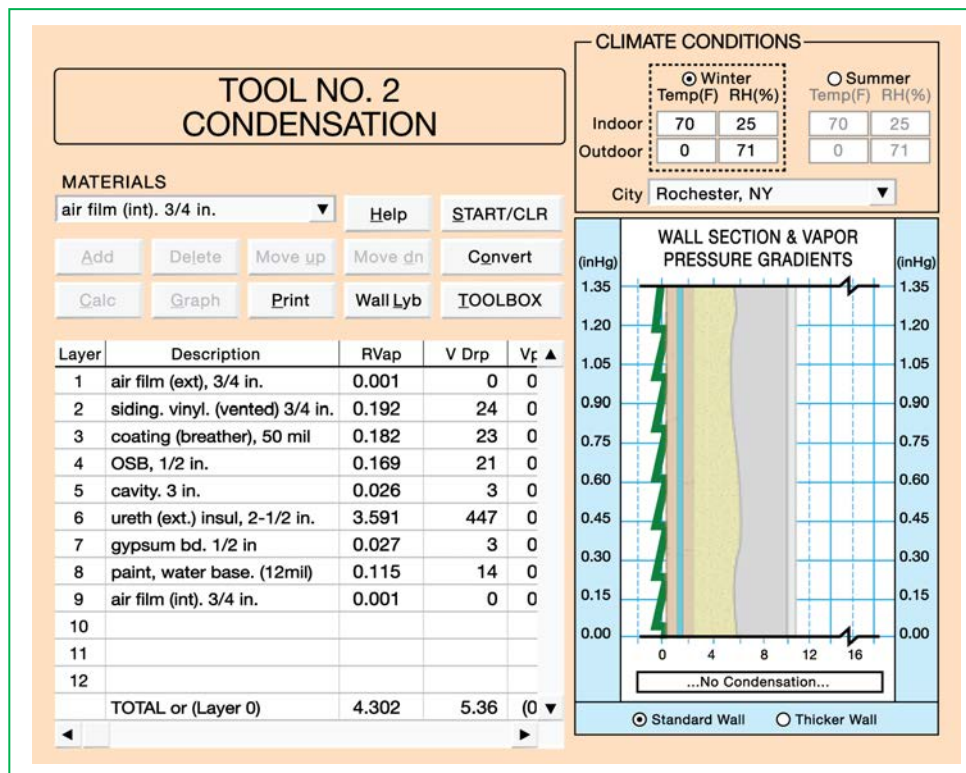 TOOL NO. 2
CONDENSATION
MATERIALS
air film (int). 3/4 in.
Help
START/CLR
Add
Delete
Move up
Move dn
Convert
Calc
Graph
Print
Wall Lyb
TOOLBOX
CLIMATE CONDITIONS
Winter Summer
Temp(F) RH(%) Temp(F) RH(%)
Indoor 70 25 70 25
Outdoor 0 71 0 71
City Rochester, NY
Layer Description RVap V Drp Vp
1 air film (ext), 3/4 in. 0.001 0 0
2 siding. vinyl. (vented) 3/4 in. 0.192 24 0
3 coating (breather), 50 mil 0.182 23 0
4 OSB, 1/2 in. 0.169 21 0
5 cavity. 3 in. 0.026 3 0
6 ureth (ext.) insul, 2-1/2 in. 3.591 447 0
7 gypsum bd. 1/2 in 0.027 3 0
8 paint, water base. (12mil) 0.115 14 0
9 air film (int). 3/4 in. 0.001 0 0
10
11
12
TOTAL or (Layer 0) 4.302 5.36 (0
WALL SECTION & VAPOR
PRESSURE GRADIENTS
(inHg) (inHg)
1.35 1.35
1.20 1.20
1.05 1.05
0.90 0.90
0.75 0.75
0.60 0.60
0.45 0.45
0.30 0.30
0.15 0.15
0.00 0.00
0 4 8 12 16
...No Condensation...
Standard Wall Thicker Wall